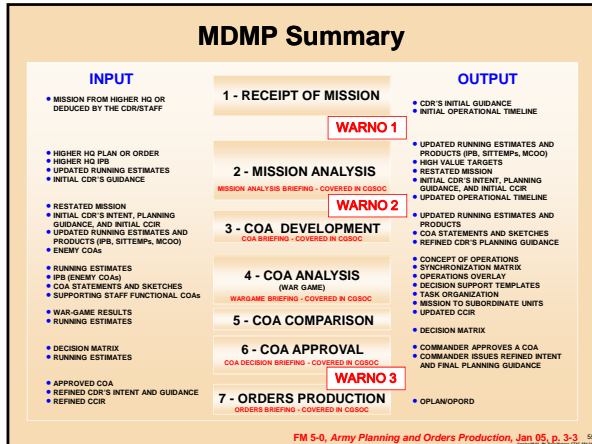 MDMP Summary
INPUT
OUTPUT
1 - RECEIPT OF MISSION
• MISSION FROM HIGHER HQ OR
DEDUCED BY THE CDR/STAFF
• CDR'S INITIAL GUIDANCE
• INITIAL OPERATIONAL TIMELINE
WARNO 1
• HIGHER HQ PLAN OR ORDER
• HIGHER HQ IPB
• UPDATED RUNNING ESTIMATES
• INITIAL CDR'S GUIDANCE
2 - MISSION ANALYSIS
MISSION ANALYSIS BRIEFING - COVERED IN CGSOC
• UPDATED RUNNING ESTIMATES AND
PRODUCTS (IPB, SITTEMPs, MCOO)
• HIGH VALUE TARGETS
• RESTATED MISSION
• INITIAL CDR'S INTENT, PLANNING
GUIDANCE, AND INITIAL CCIR
• UPDATED OPERATIONAL TIMELINE
WARNO 2
• RESTATED MISSION
• INITIAL CDR'S INTENT, PLANNING
GUIDANCE, AND INITIAL CCIR
• UPDATED RUNNING ESTIMATES AND
PRODUCTS (IPB, SITTEMPs, MCOO)
• ENEMY COAs
3 - COA DEVELOPMENT
COA BRIEFING - COVERED IN CGSOC
• UPDATED RUNNING ESTIMATES AND
PRODUCTS
• COA STATEMENTS AND SKETCHES
• REFINED CDR'S PLANNING GUIDANCE
• RUNNING ESTIMATES
• IPB (ENEMY COAs)
• COA STATEMENTS AND SKETCHES
• SUPPORTING STAFF FUNCTIONAL COAs
4 - COA ANALYSIS
(WAR GAME)
WARGAME BRIEFING - COVERED IN CGSOC
• CONCEPT OF OPERATIONS
• SYNCHRONIZATION MATRIX
• OPERATIONS OVERLAY
• DECISION SUPPORT TEMPLATES
• TASK ORGANIZATION
• MISSION TO SUBORDINATE UNITS
• UPDATED CCIR
• WAR-GAME RESULTS
• RUNNING ESTIMATES
5 - COA COMPARISON
• DECISION MATRIX
• DECISION MATRIX
• RUNNING ESTIMATES
6 - COA APPROVAL
COA DECISION BRIEFING - COVERED IN CGSOC
• COMMANDER APPROVES A COA
• COMMANDER ISSUES REFINED INTENT
AND FINAL PLANNING GUIDANCE
WARNO 3
• APPROVED COA
• REFINED CDR'S INTENT AND GUIDANCE
• REFINED CCIR
7 - ORDERS PRODUCTION
ORDERS BRIEFING - COVERED IN CGSOC
• OPLAN/OPORD
FM 5-0, Army Planning and Orders Production, Jan 05, p. 3-3